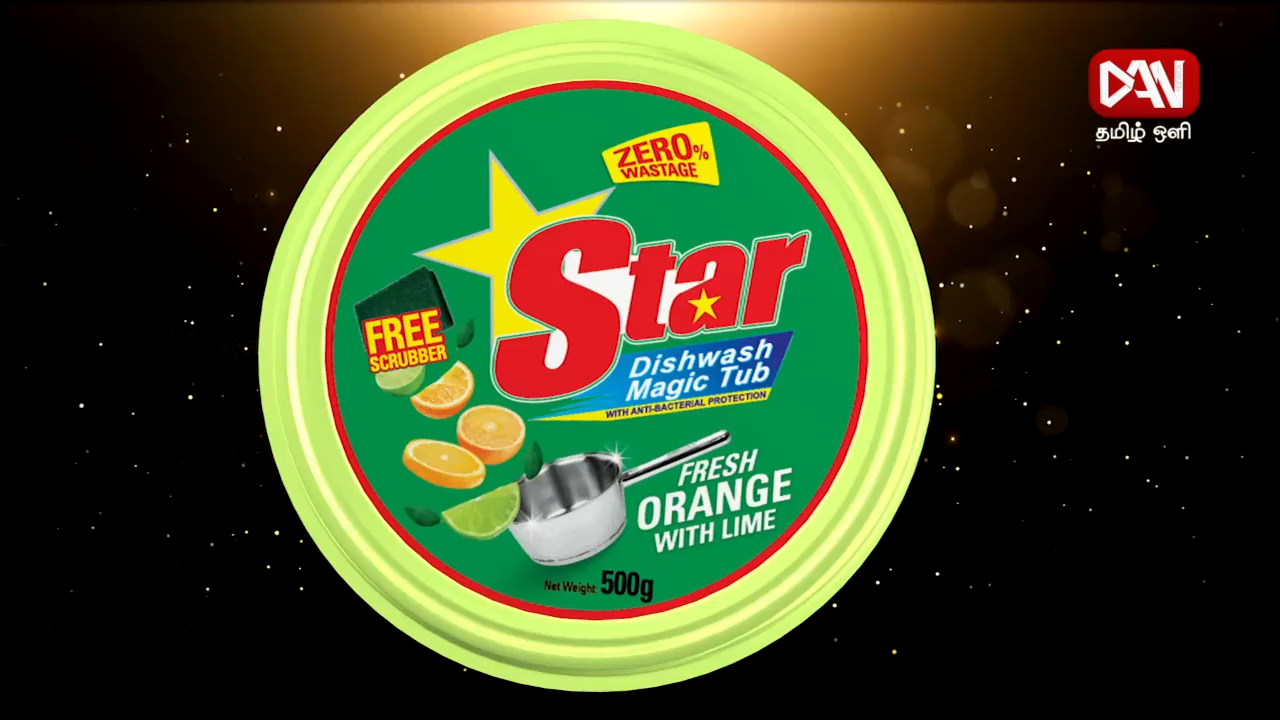 DAN
தமிழ் ஒளி
ZERO%
WASTAGE
Star
FREE
SCRUBBER
Dishwash
Magic Tub
WITH ANTI-BACTERIAL PROTECTION
FRESH
ORANGE
WITH LIME
Net Weight 500g